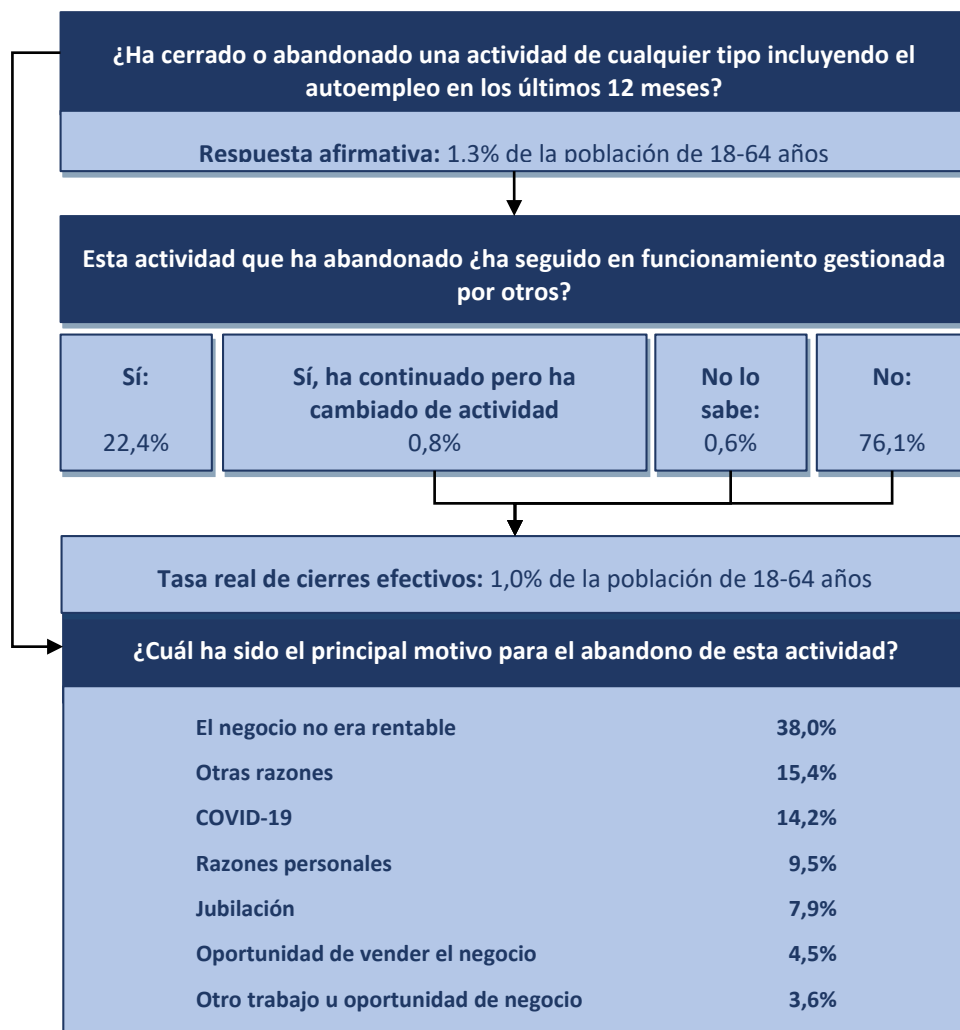 ¿Ha cerrado o abandonado una actividad de cualquier tipo incluyendo el
autoempleo en los últimos 12 meses?
Respuesta afirmativa: 1.3% de la población de 18-64 años
Esta actividad que ha abandonado ¿ha seguido en funcionamiento gestionada
por otros?
Sí:
22,4%
Sí, ha continuado pero ha
cambiado de actividad
0,8%
No lo
sabe:
0,6%
No:
76,1%
Tasa real de cierres efectivos: 1,0% de la población de 18-64 años
¿Cuál ha sido el principal motivo para el abandono de esta actividad?
El negocio no era rentable 38,0%
Otras razones 15,4%
COVID-19 14,2%
Razones personales 9,5%
Jubilación 7,9%
Oportunidad de vender el negocio 4,5%
Otro trabajo u oportunidad de negocio 3,6%